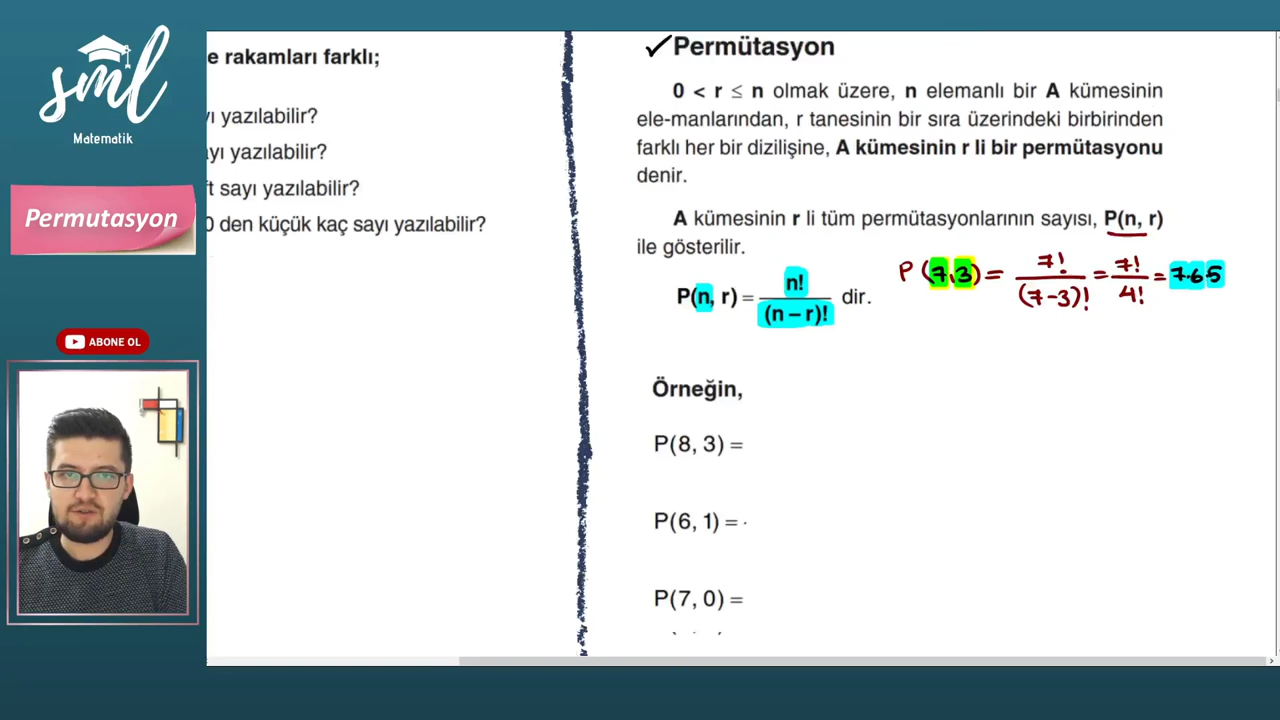 sml
Matematik
Permutasyon
ABONE OL
e rakamları farklı;
yı yazılabilir?
ayı yazılabilir?
ft sayı yazılabilir?
0 den küçük kaç sayı yazılabilir?
✓Permütasyon
0 < r ≤ n olmak üzere, n elemanlı bir A kümesinin
ele-manlarından, r tanesinin bir sıra üzerindeki birbirinden
farklı her bir dizilişine, A kümesinin r li bir permütasyonu
denir.
A kümesinin r li tüm permütasyonlarının sayısı, P(n, r)
ile gösterilir.
P(n, r) = n! / (n – r)! dir.
P(7,3) = 7! / (7-3)! = 7! / 4! = 7.6.5
Örneğin,
P(8, 3) =
P(6, 1) =
P(7, 0) =